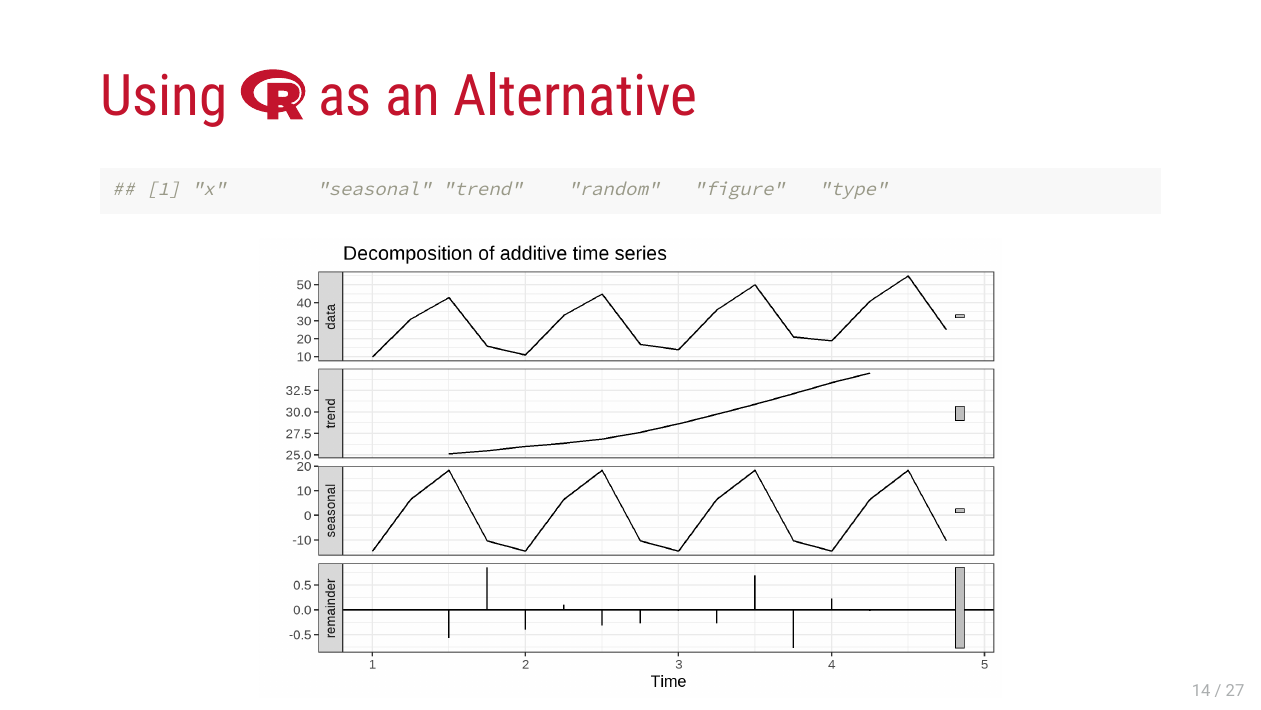 Using R as an Alternative
## [1] "x"        "seasonal" "trend"    "random"   "figure"   "type"
Decomposition of additive time series
50
40
30
20
10
data
32.5
30.0
27.5
25.0
trend
20
10
0
-10
seasonal
0.5
0.0
-0.5
remainder
1 2 3 4 5
Time
14 / 27